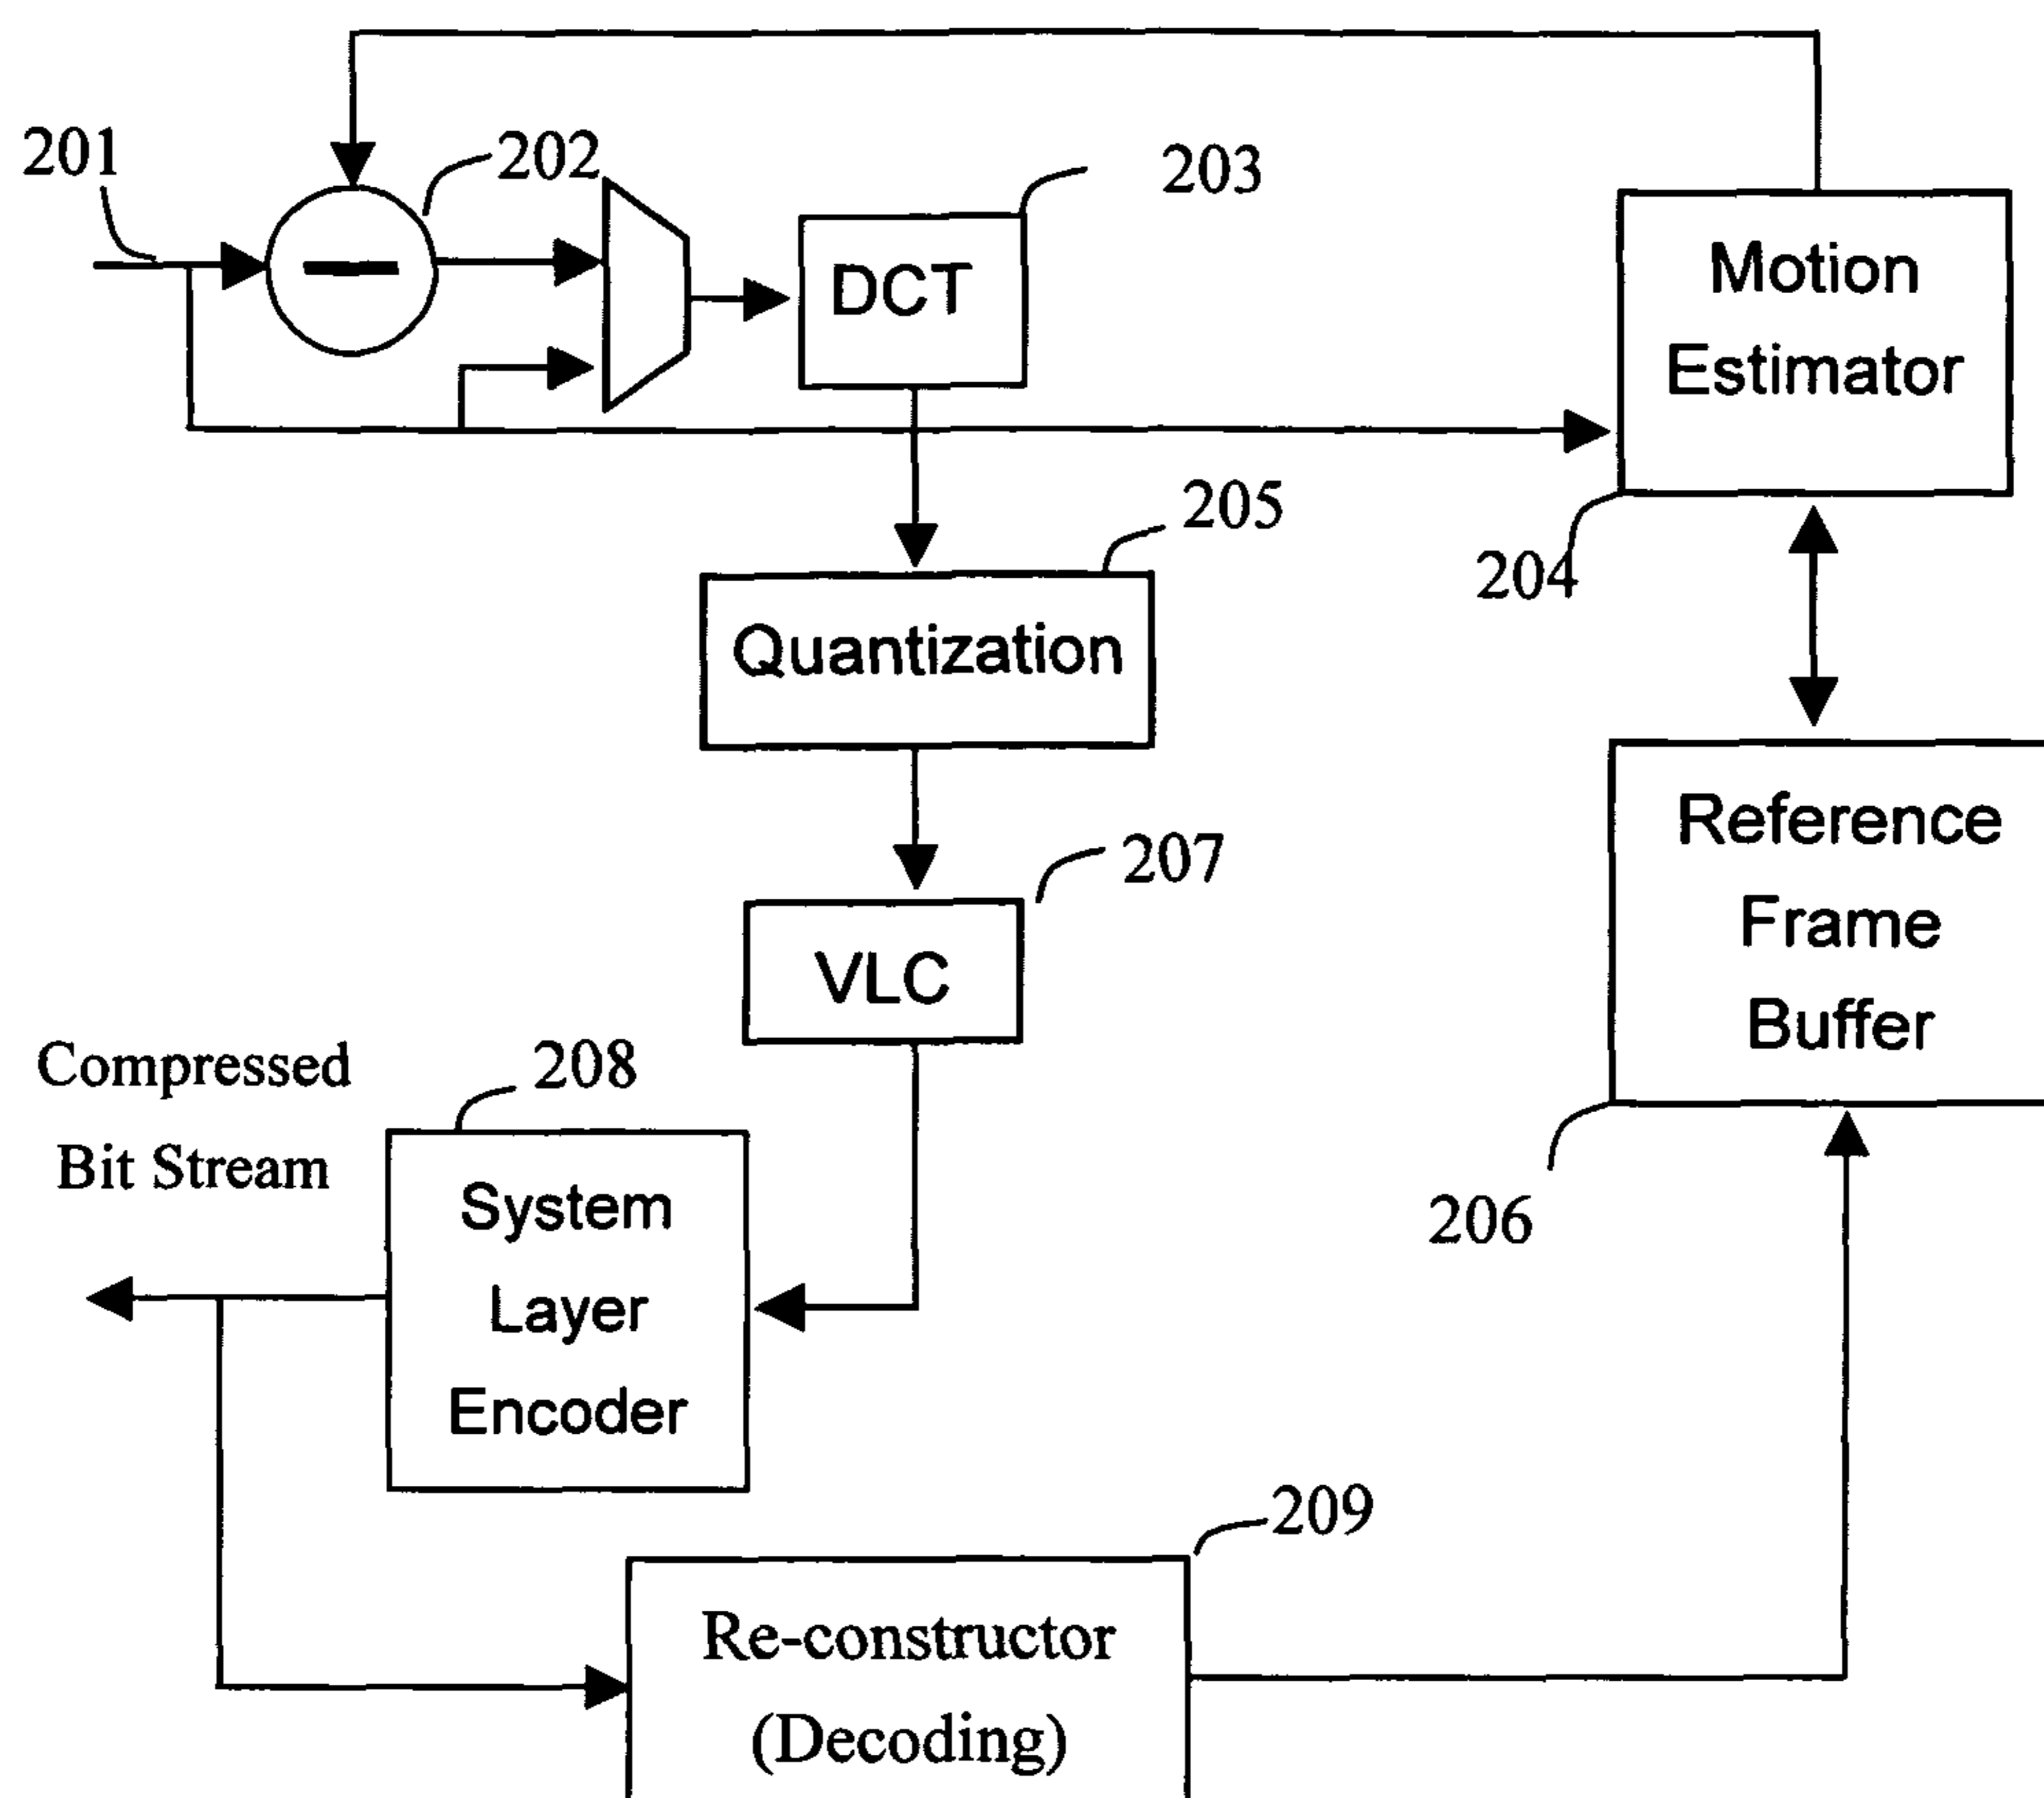 201
202
203
DCT
Motion
Estimator
204
205
Quantization
207
VLC
Reference
Frame
Buffer
206
Compressed
Bit Stream
208
System
Layer
Encoder
209
Re-constructor
(Decoding)